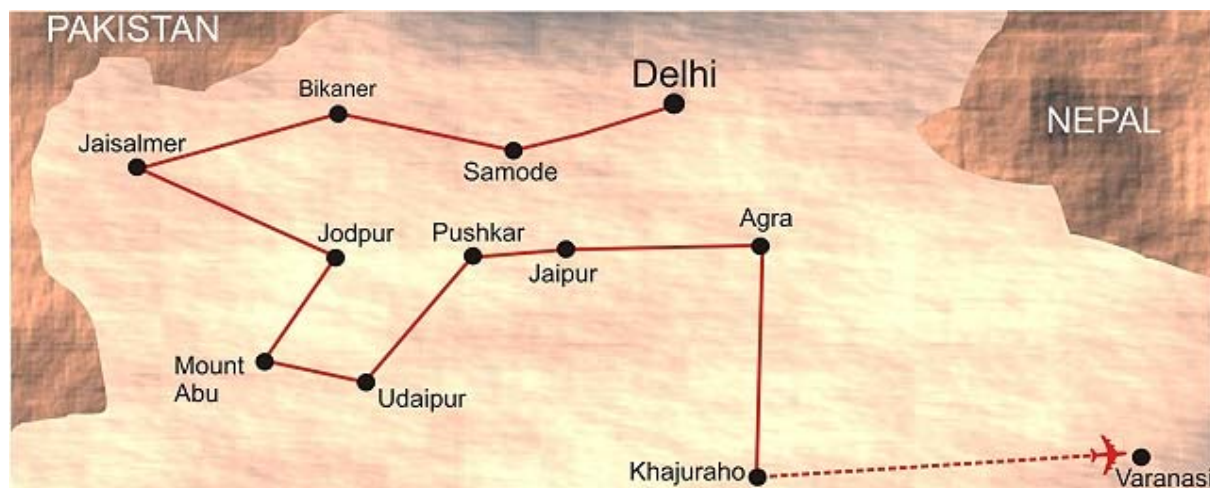 PAKISTAN
Delhi
Bikaner
NEPAL
Jaisalmer
Samode
Agra
Jodpur
Pushkar
Jaipur
Mount
Abu
Udaipur
Khajuraho
Varanasi